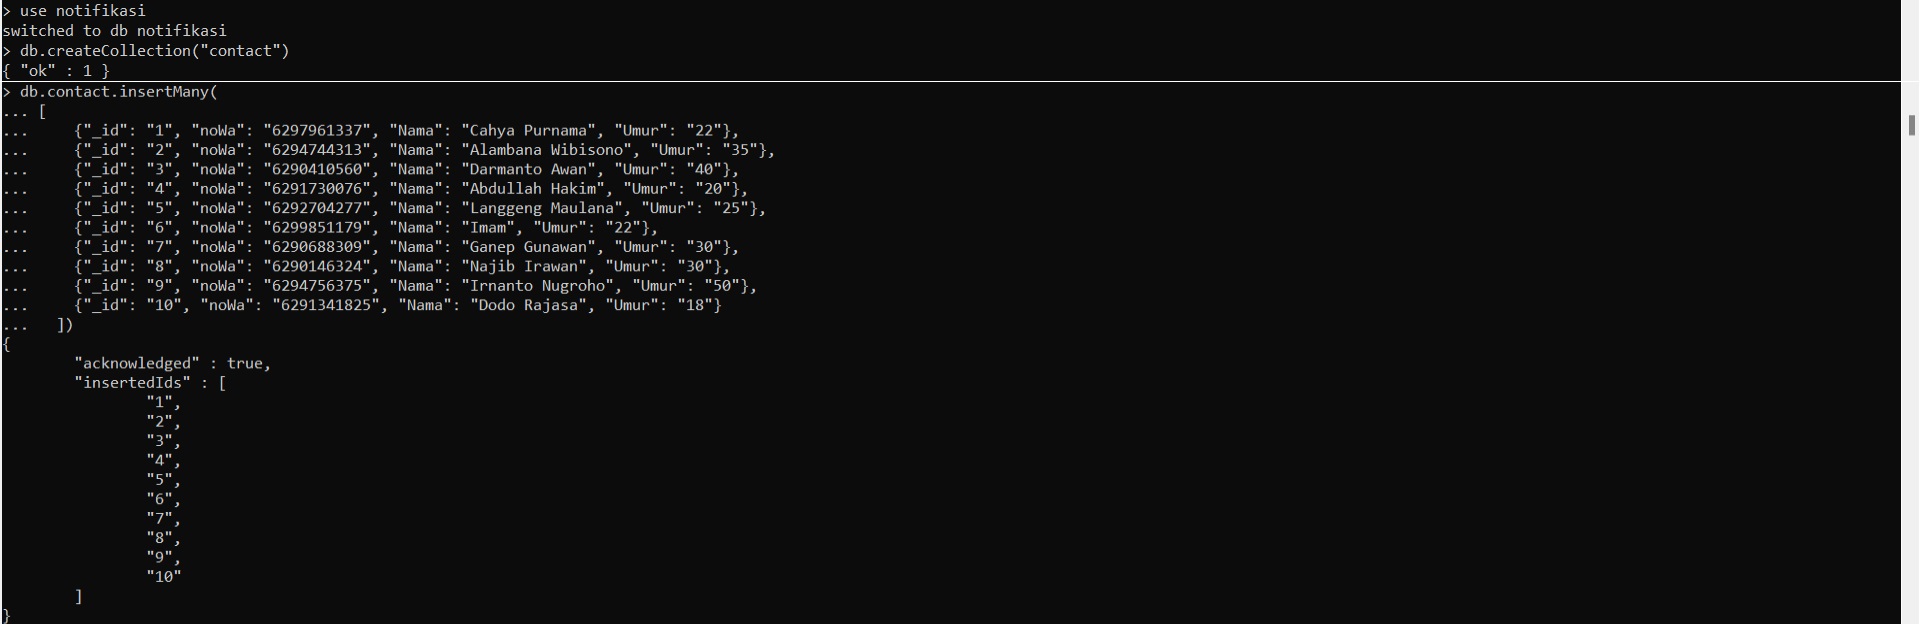 > use notifikasi
switched to db notifikasi
> db.createCollection("contact")
{ "ok" : 1 }
> db.contact.insertMany(
... [
...     {"_id": "1", "noWa": "6297961337", "Nama": "Cahya Purnama", "Umur": "22"},
...     {"_id": "2", "noWa": "6294744313", "Nama": "Alambana Wibisono", "Umur": "35"},
...     {"_id": "3", "noWa": "6290410560", "Nama": "Darmanto Awan", "Umur": "40"},
...     {"_id": "4", "noWa": "6291730076", "Nama": "Abdullah Hakim", "Umur": "20"},
...     {"_id": "5", "noWa": "6292704277", "Nama": "Langgeng Maulana", "Umur": "25"},
...     {"_id": "6", "noWa": "6299851179", "Nama": "Imam", "Umur": "22"},
...     {"_id": "7", "noWa": "6290688309", "Nama": "Ganep Gunawan", "Umur": "30"},
...     {"_id": "8", "noWa": "6290146324", "Nama": "Najib Irawan", "Umur": "30"},
...     {"_id": "9", "noWa": "6294756375", "Nama": "Irnanto Nugroho", "Umur": "50"},
...     {"_id": "10", "noWa": "6291341825", "Nama": "Dodo Rajasa", "Umur": "18"}
...   ])
{
        "acknowledged" : true,
        "insertedIds" : [
                "1",
                "2",
                "3",
                "4",
                "5",
                "6",
                "7",
                "8",
                "9",
                "10"
        ]
}